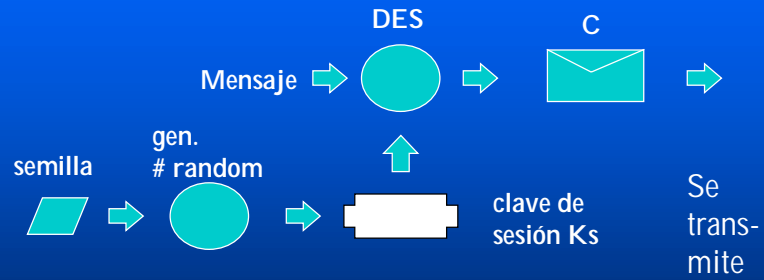 DES
C
Mensaje
gen.
# random
semilla
clave de
sesión Ks
Se
trans-
mite